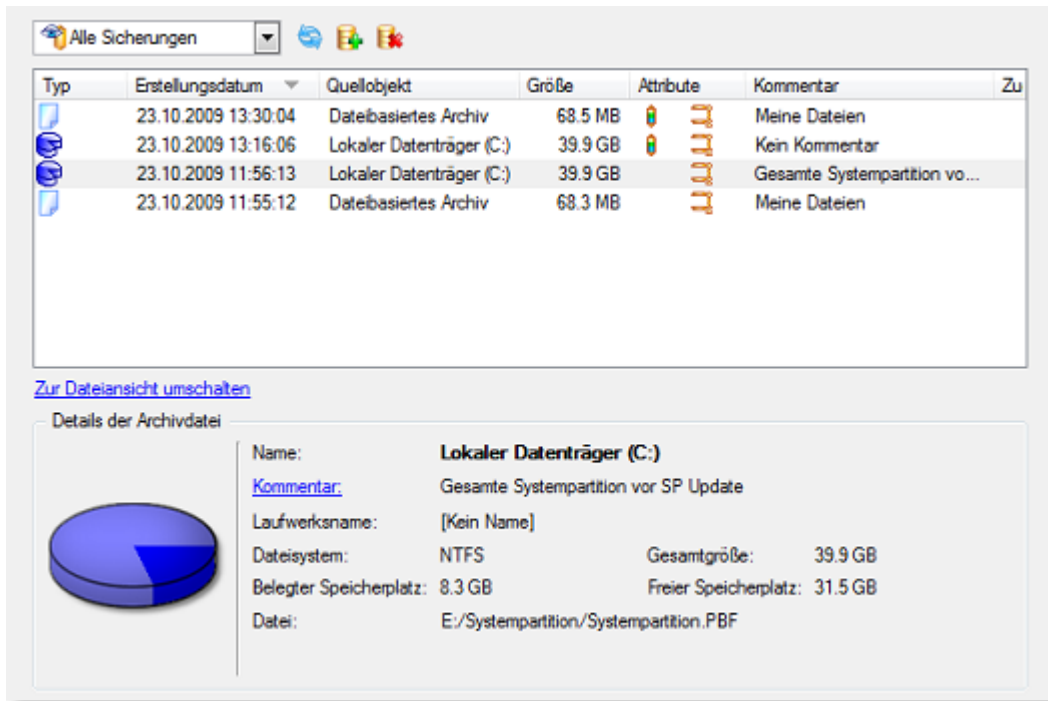 Alle Sicherungen
Typ Erstellungsdatum Quellobjekt Größe Attribute Kommentar Zu
23.10.2009 13:30:04 Dateibasiertes Archiv 68.5 MB Meine Dateien
23.10.2009 13:16:06 Lokaler Datenträger (C:) 39.9 GB Kein Kommentar
23.10.2009 11:56:13 Lokaler Datenträger (C:) 39.9 GB Gesamte Systempartition vo...
23.10.2009 11:55:12 Dateibasiertes Archiv 68.3 MB Meine Dateien
Zur Dateiansicht umschalten
Details der Archivdatei
Name: Lokaler Datenträger (C:)
Kommentar: Gesamte Systempartition vor SP Update
Laufwerksname: [Kein Name]
Dateisystem: NTFS Gesamtgröße: 39.9 GB
Belegter Speicherplatz: 8.3 GB Freier Speicherplatz: 31.5 GB
Datei: E:/Systempartition/Systempartition.PBF